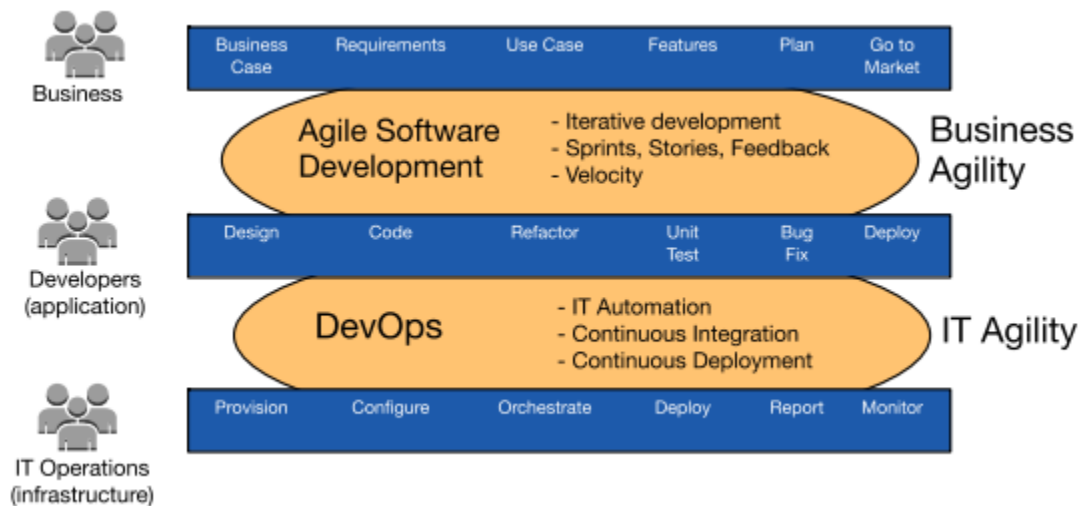 Business
Business Case
Requirements
Use Case
Features
Plan
Go to Market
Agile Software
Development
- Iterative development
- Sprints, Stories, Feedback
- Velocity
Business
Agility
Developers
(application)
Design
Code
Refactor
Unit Test
Bug Fix
Deploy
DevOps
- IT Automation
- Continuous Integration
- Continuous Deployment
IT Agility
IT Operations
(infrastructure)
Provision
Configure
Orchestrate
Deploy
Report
Monitor